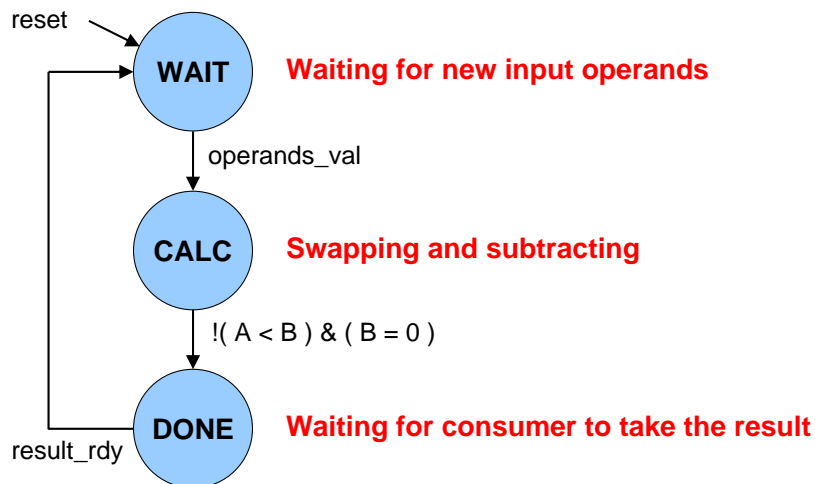 reset
WAIT
Waiting for new input operands
operands_val
CALC
Swapping and subtracting
!( A < B ) & ( B = 0 )
DONE
Waiting for consumer to take the result
result_rdy